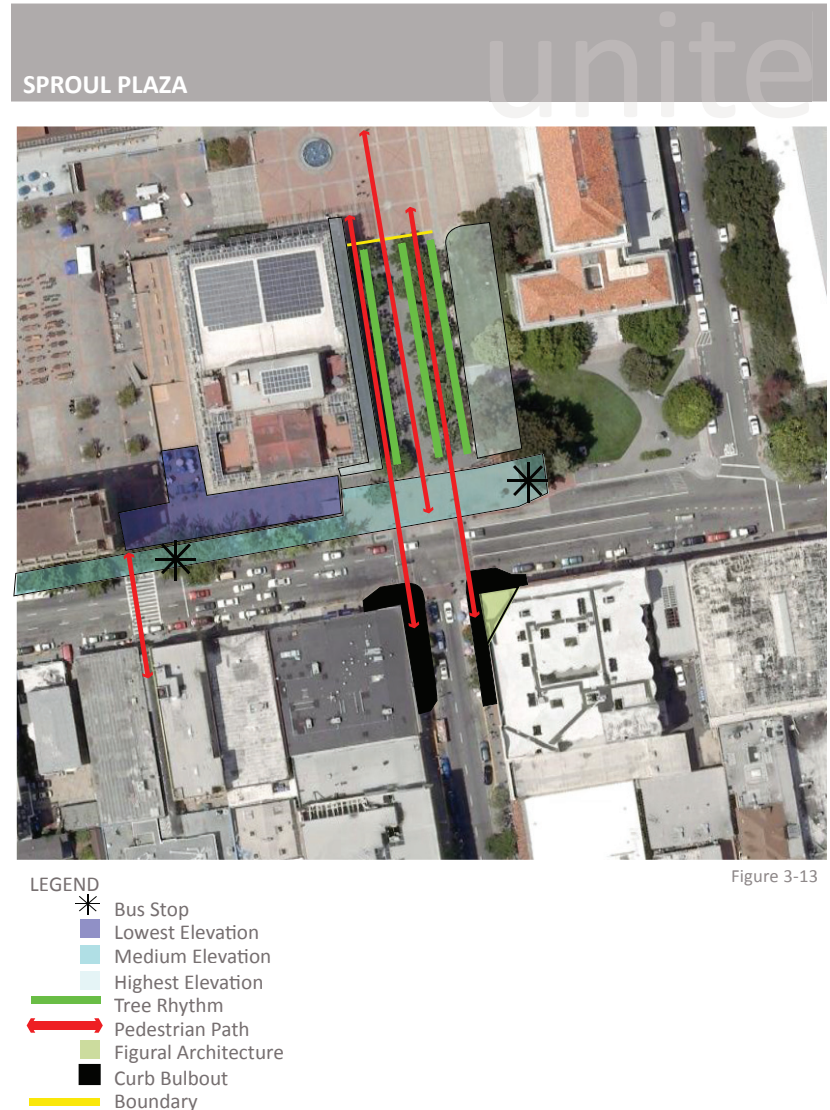 unite
SPROUL PLAZA
Figure 3-13
LEGEND
Bus Stop
Lowest Elevation
Medium Elevation
Highest Elevation
Tree Rhythm
Pedestrian Path
Figural Architecture
Curb Bulbout
Boundary